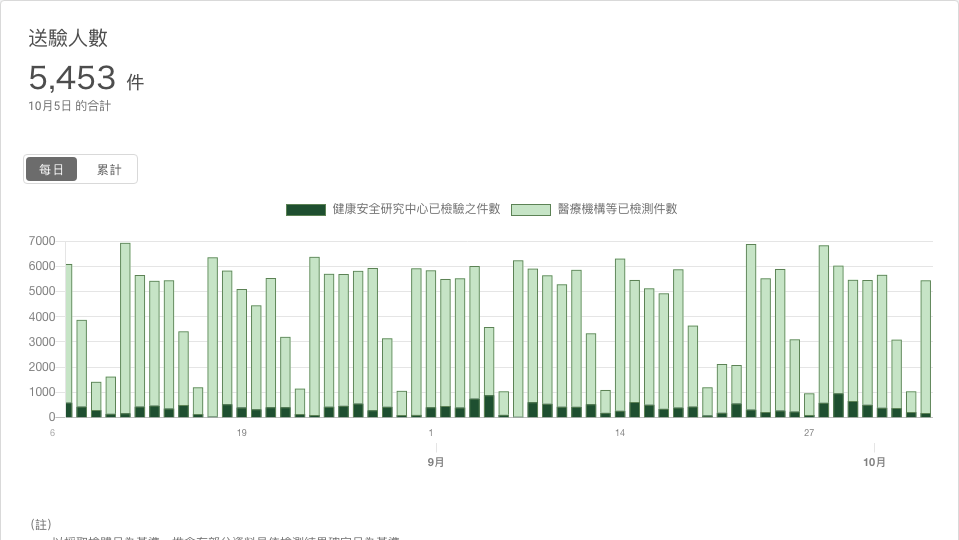 送驗人數
5,453 件
10月5日 的合計
每日 累計
健康安全研究中心已檢驗之件數 醫療機構等已檢測件數
7000
6000
5000
4000
3000
2000
1000
0
6 19 1 14 27
9月 10月
（註）